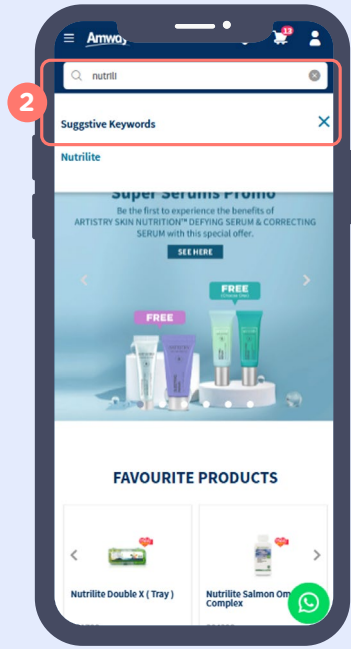 Amway
13
nutrili
2
Suggstive Keywords
Nutrilite
Super Serums Promo
Be the first to experience the benefits of
ARTISTRY SKIN NUTRITION™ DEFYING SERUM & CORRECTING
SERUM with this special offer.
SEE HERE
FREE
FREE
FAVOURITE PRODUCTS
Nutrilite Double X ( Tray )
Nutrilite Salmon Om
Complex